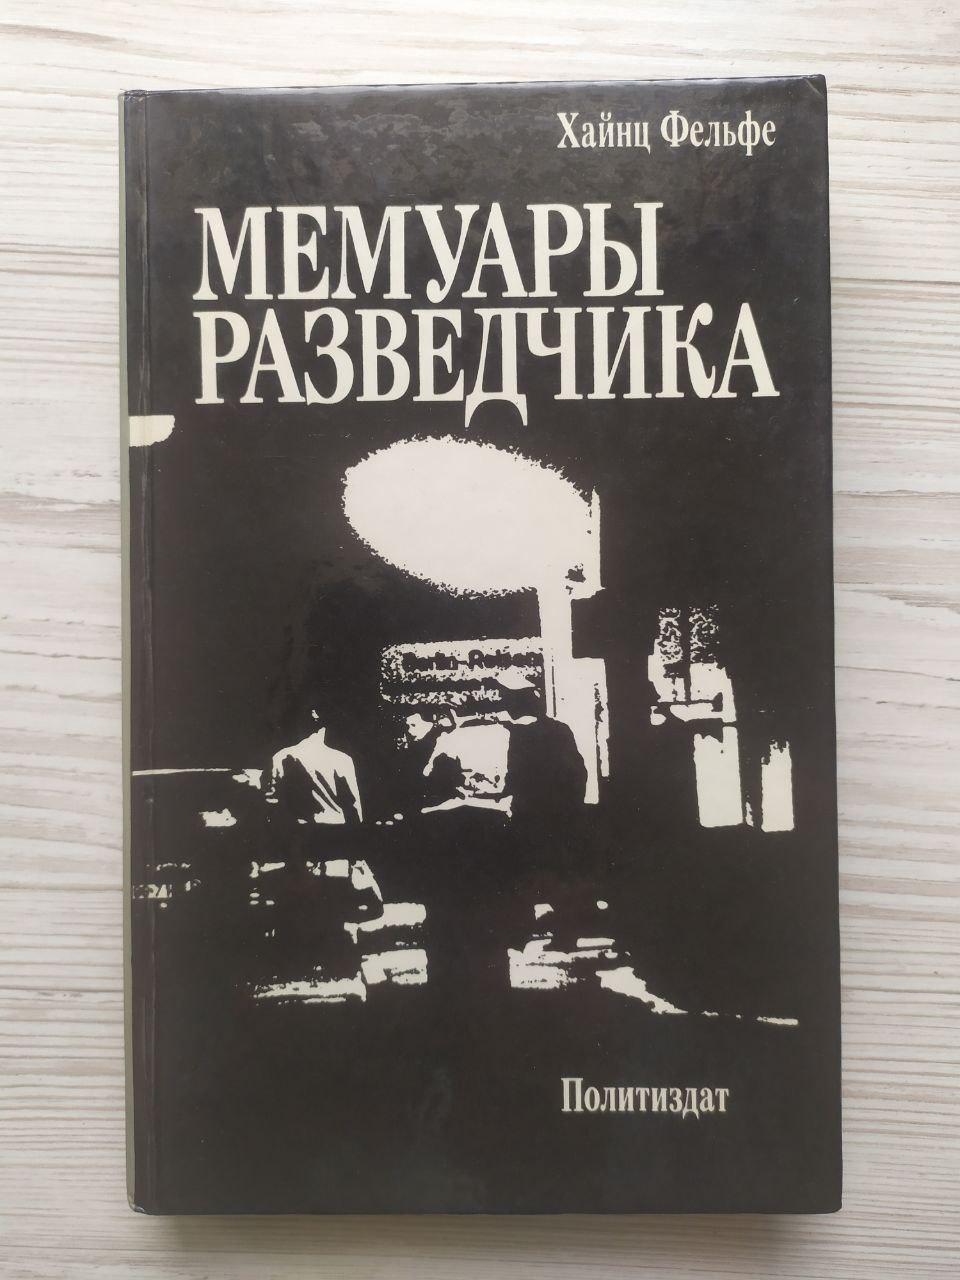 Хайнц Фельфе
МЕМУАРЫ
РАЗВЕДЧИКА
Политиздат